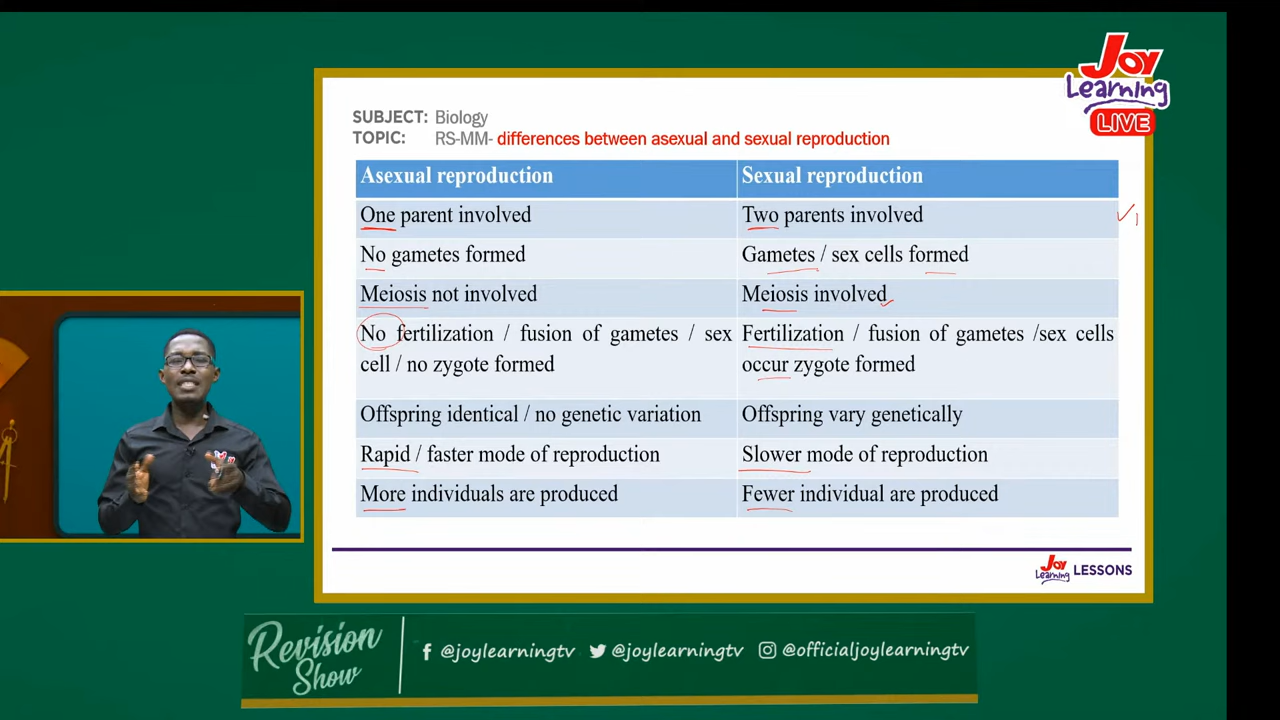 Joy
Learning
LIVE
SUBJECT: Biology
TOPIC: RS-MM- differences between asexual and sexual reproduction
Asexual reproduction Sexual reproduction
One parent involved Two parents involved
No gametes formed Gametes / sex cells formed
Meiosis not involved Meiosis involved
No fertilization / fusion of gametes / sex Fertilization / fusion of gametes /sex cells
cell / no zygote formed occur zygote formed
Offspring identical / no genetic variation Offspring vary genetically
Rapid / faster mode of reproduction Slower mode of reproduction
More individuals are produced Fewer individual are produced
Joy
Learning LESSONS
Revision
Show
@joylearningtv @joylearningtv @officialjoylearningtv